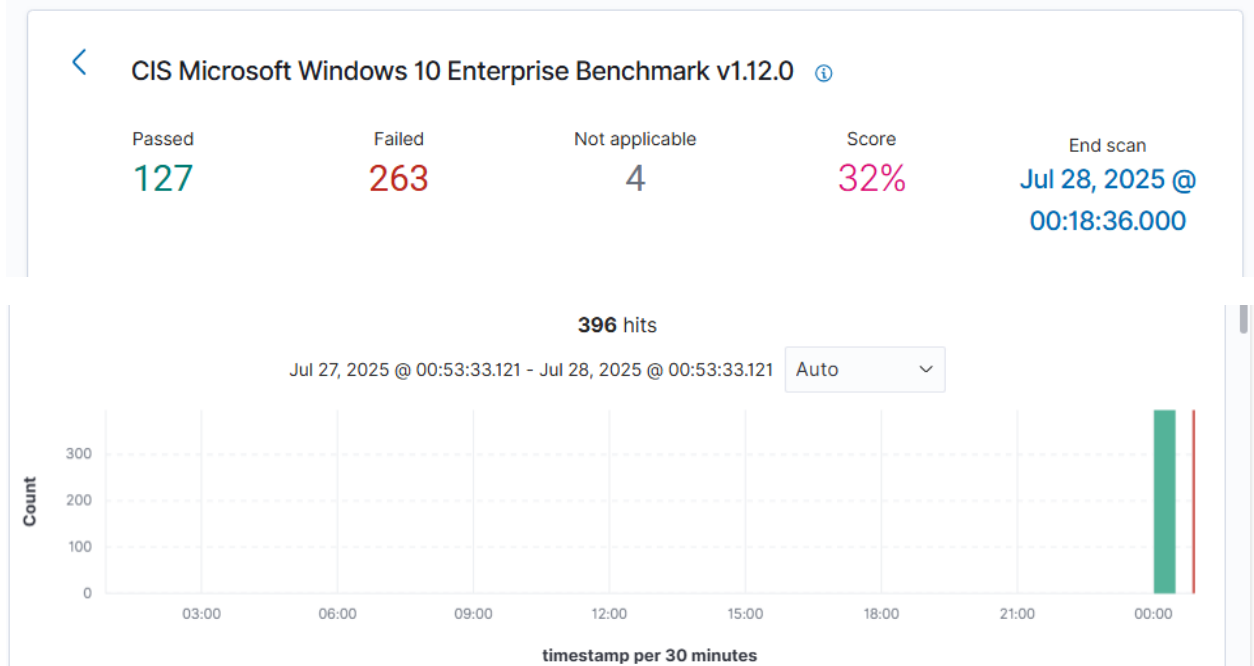 CIS Microsoft Windows 10 Enterprise Benchmark v1.12.0
Passed Failed Not applicable Score End scan
127 263 4 32% Jul 28, 2025 @
00:18:36.000
396 hits
Jul 27, 2025 @ 00:53:33.121 - Jul 28, 2025 @ 00:53:33.121 Auto
Count
300
200
100
0
03:00 06:00 09:00 12:00 15:00 18:00 21:00 00:00
timestamp per 30 minutes